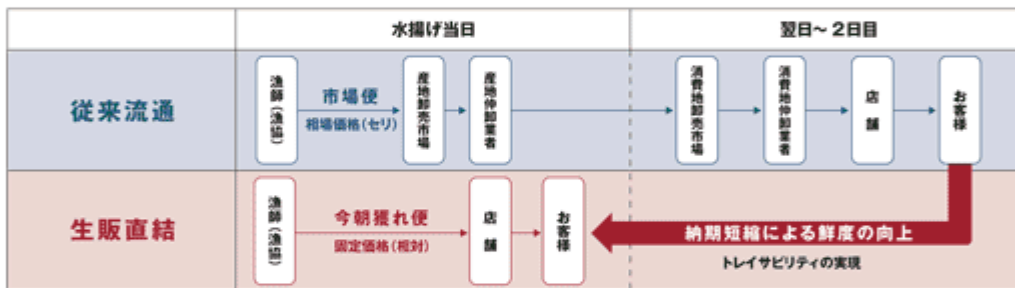 水揚げ当日
翌日～2日目
従来流通
漁師(漁協)
市場便
相場価格(セリ)
産地卸売市場
産地仲卸業者
消費地卸売市場
消費地仲卸業者
店舗
お客様
生販直結
漁師(漁協)
今朝獲れ便
固定価格(相対)
店舗
お客様
納期短縮による鮮度の向上
トレイサビリティの実現